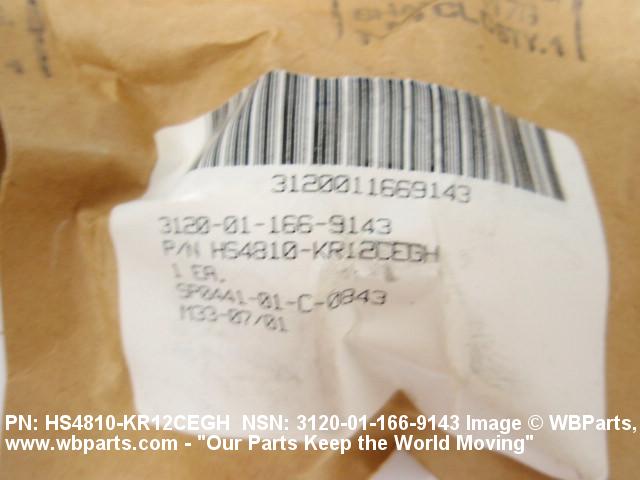 CL
3120011669143
3120-01-166-9143
P/N HS4810-KR12CEGH
1 EA.
SP0441-01-C-0843
M33-07/01
PN: HS4810-KR12CEGH NSN: 3120-01-166-9143 Image © WBParts,
www.wbparts.com - "Our Parts Keep the World Moving"